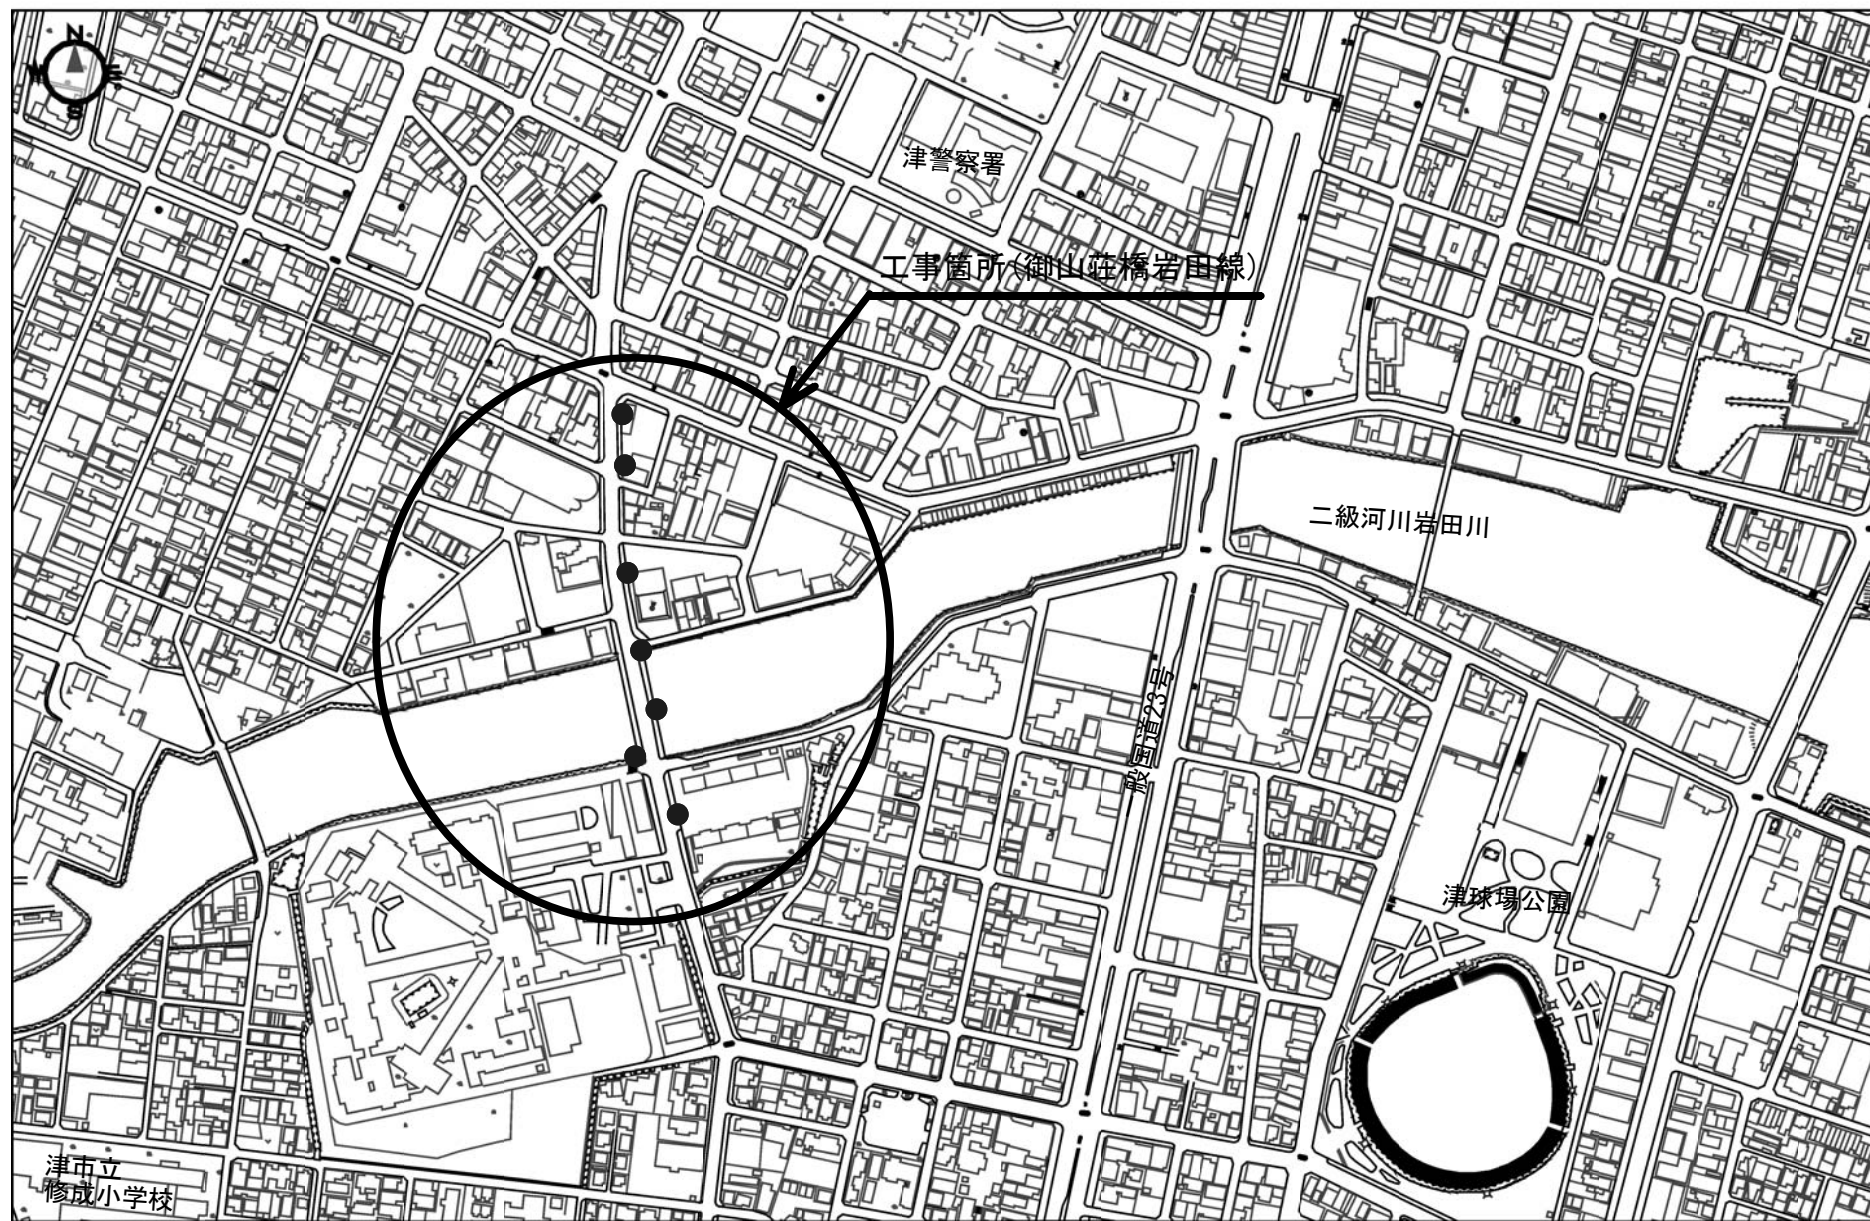 N
W
E
S
津警察署
工事箇所(御山荘橋岩田線)
二級河川岩田川
般国道23号
津球場公園
津市立
修成小学校